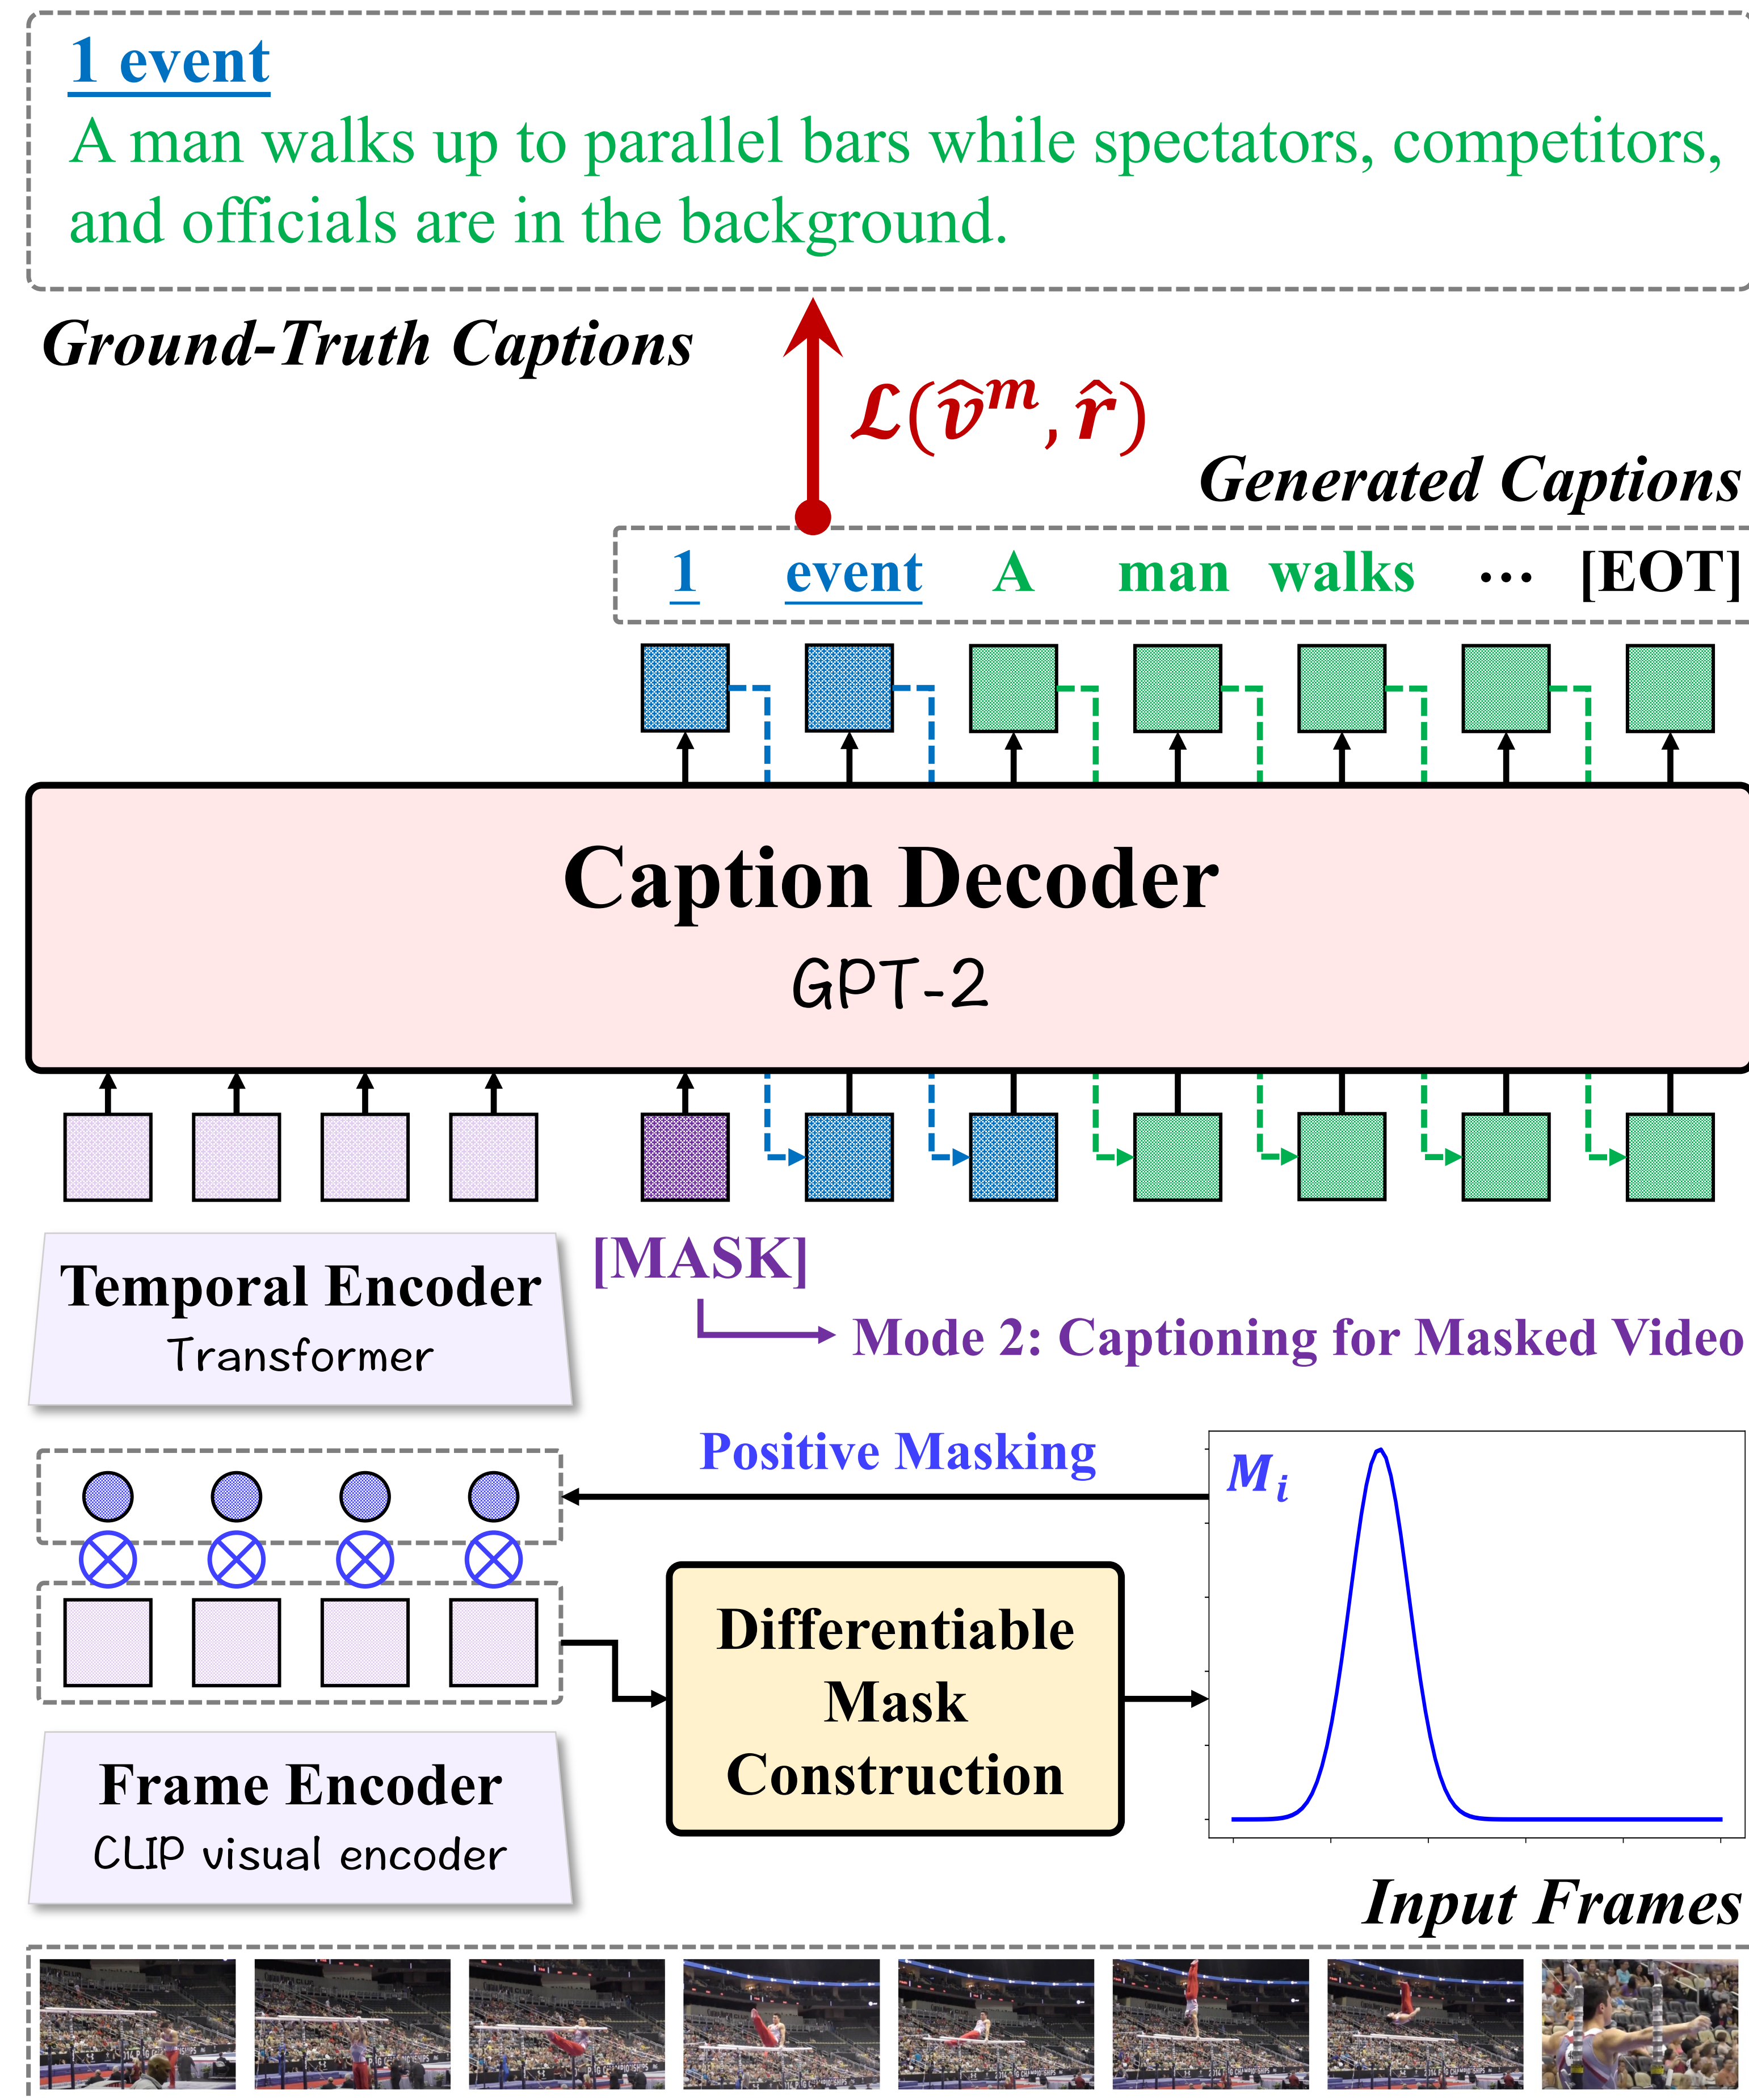 1 event
A man walks up to parallel bars while spectators, competitors,
and officials are in the background.
Ground-Truth Captions
ℒ(v̂ᵐ, r̂)
Generated Captions
1 event A man walks ... [EOT]
Caption Decoder
GPT-2
Temporal Encoder
Transformer
[MASK]
Mode 2: Captioning for Masked Video
Positive Masking
Mᵢ
Differentiable
Mask
Construction
Frame Encoder
CLIP visual encoder
Input Frames